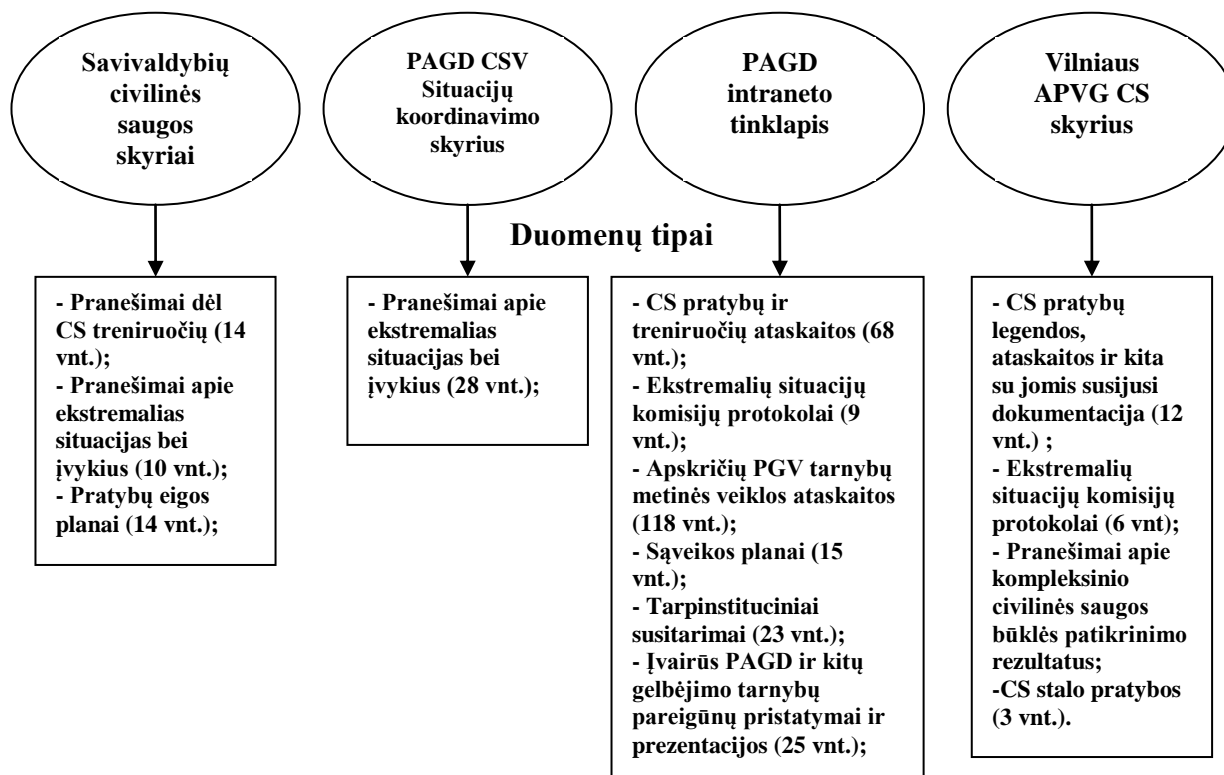 Savivaldybių
civilinės
saugos
skyriai
PAGD CSV
Situacijų
koordinavimo
skyrius
PAGD
intraneto
tinklapis
Vilniaus
APVG CS
skyrius
Duomenų tipai
- Pranešimai dėl
CS treniruočių (14
vnt.);
- Pranešimai apie
ekstremalias
situacijas bei
įvykius (10 vnt.);
- Pratybų eigos
planai (14 vnt.);
- Pranešimai apie
ekstremalias
situacijas bei
įvykius (28 vnt.);
- CS pratybų ir
treniruočių ataskaitos (68
vnt.);
- Ekstremalių situacijų
komisijų protokolai (9
vnt.);
- Apskričių PGV tarnybų
metinės veiklos ataskaitos
(118 vnt.);
- Sąveikos planai (15
vnt.);
- Tarpinstituciniai
susitarimai (23 vnt.);
- Įvairūs PAGD ir kitų
gelbėjimo tarnybų
pareigūnų pristatymai ir
prezentacijos (25 vnt.);
- CS pratybų
legendos,
ataskaitos ir kita
su jomis susijusi
dokumentacija (12
vnt.) ;
- Ekstremalių
situacijų komisijų
protokolai (6 vnt);
- Pranešimai apie
kompleksinio
civilinės saugos
būklės patikrinimo
rezultatus;
-CS stalo pratybos
(3 vnt.).